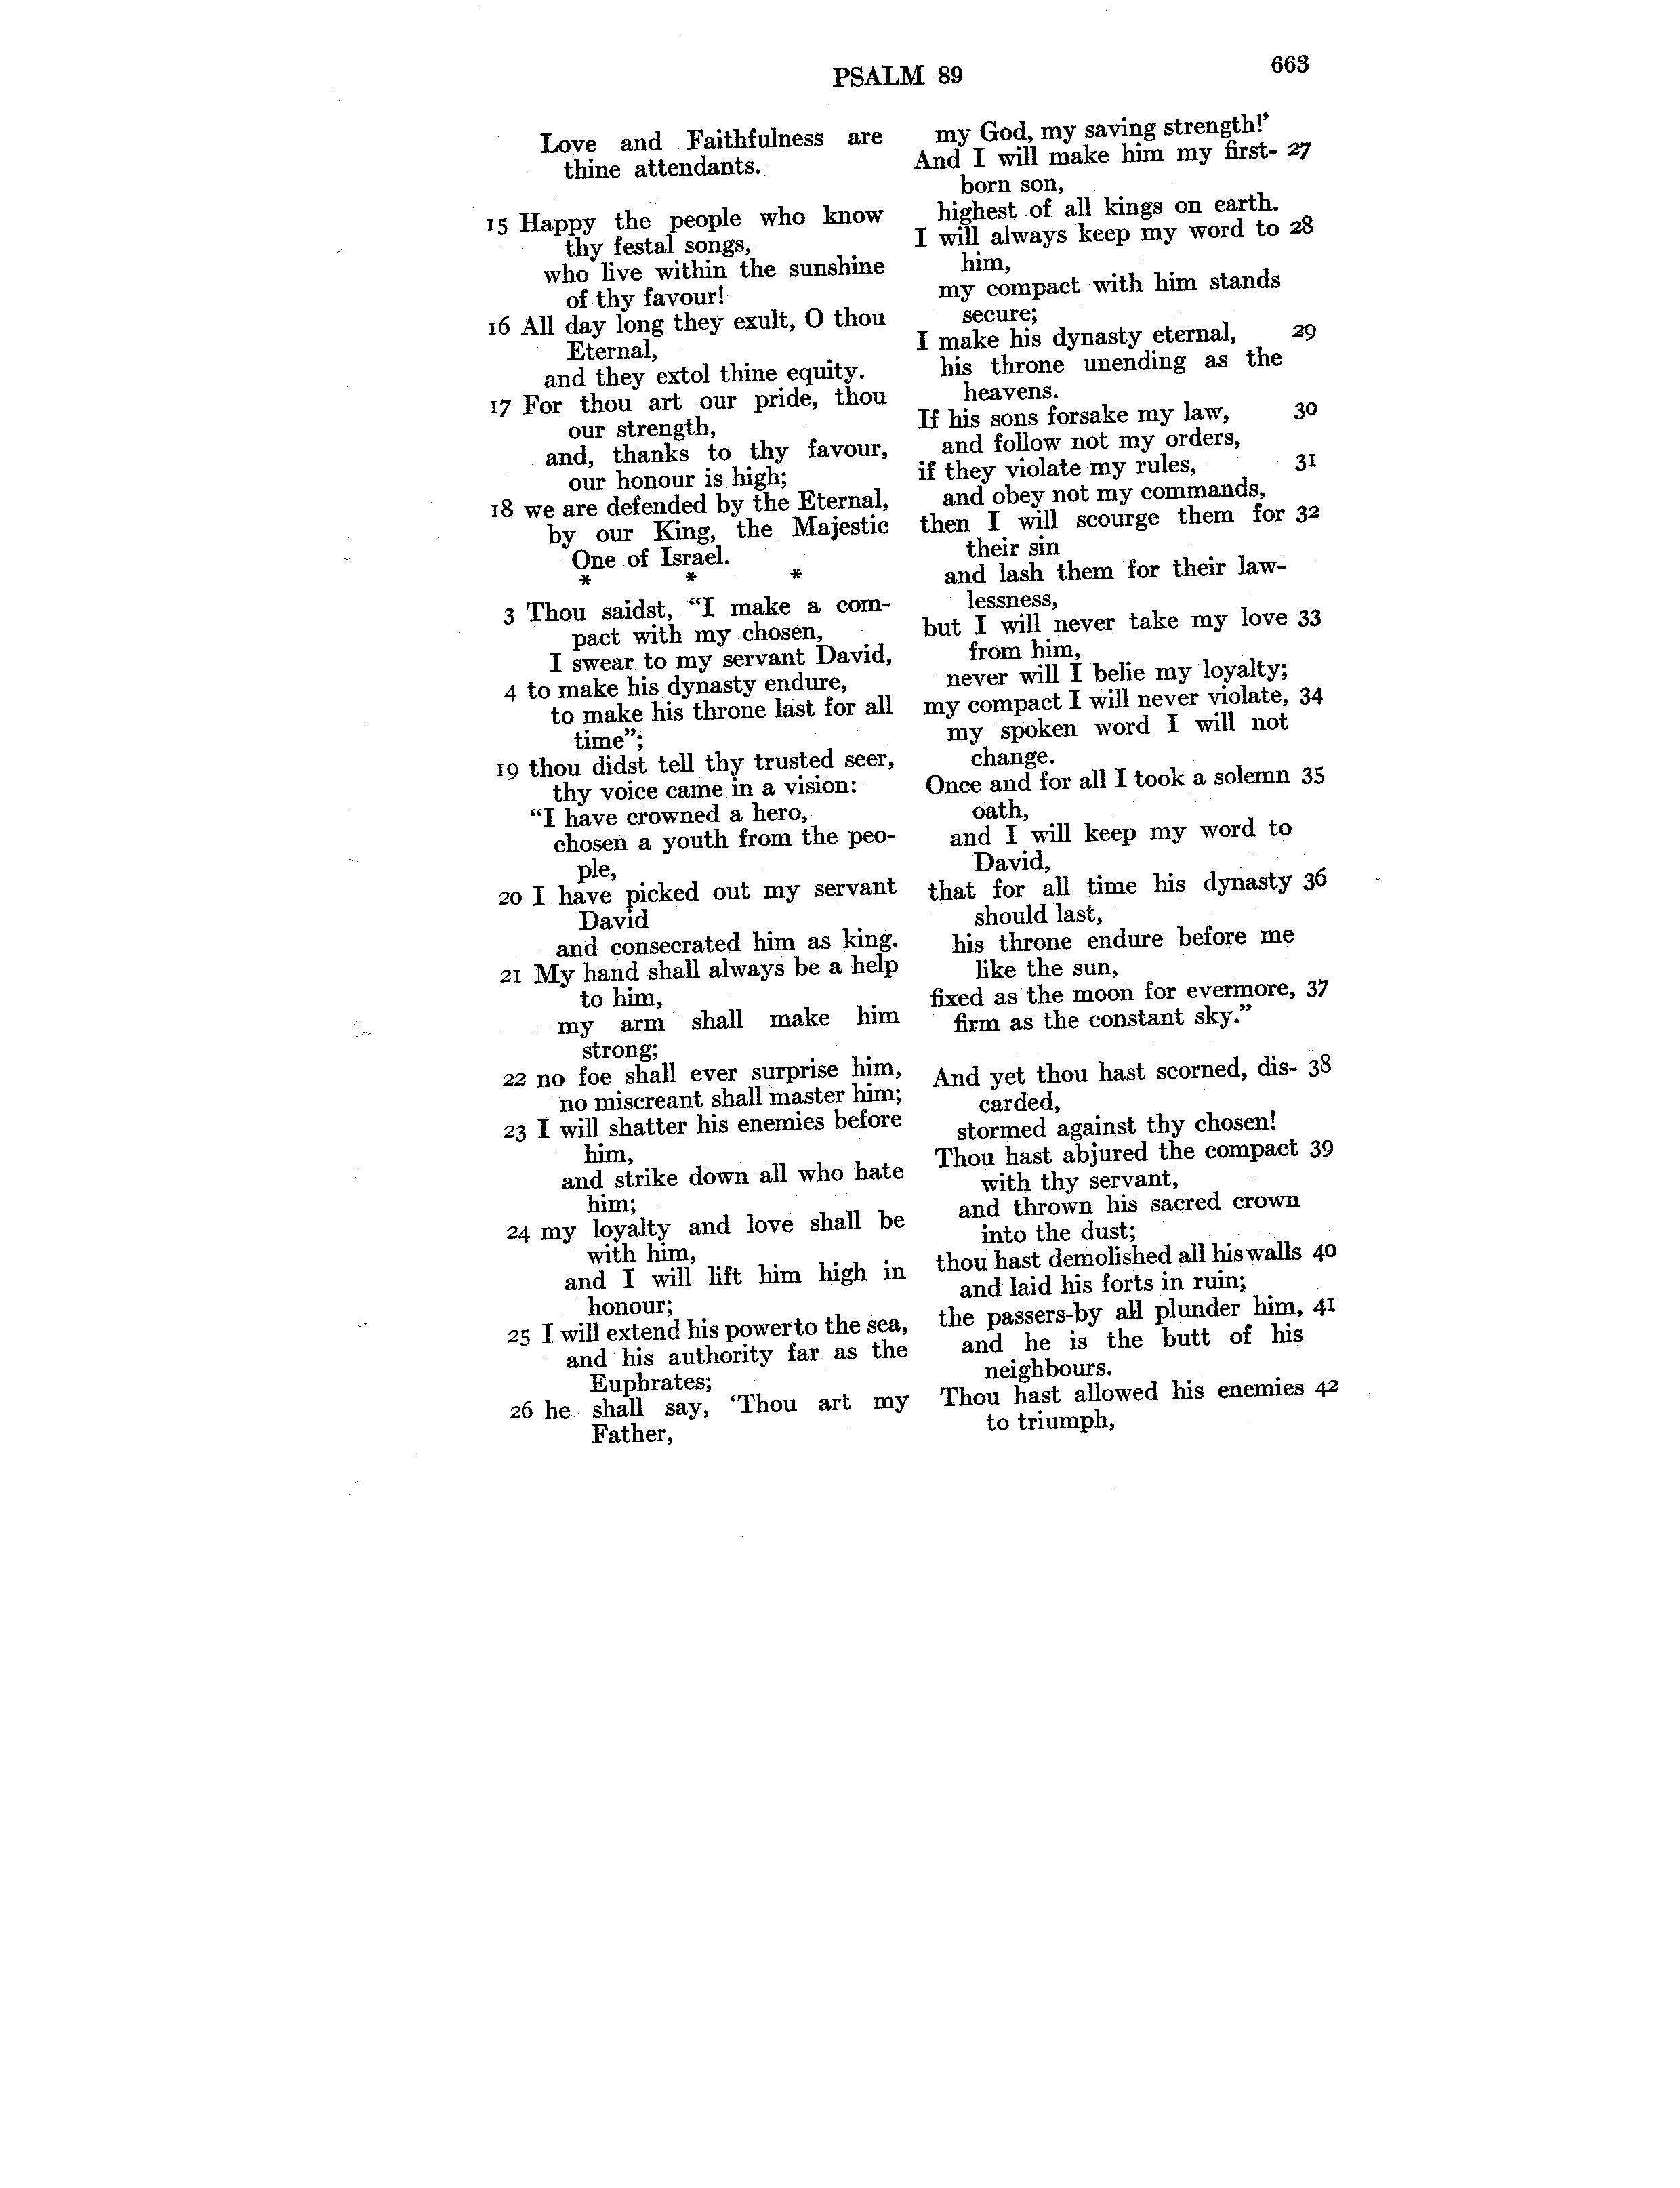 PSALM 89
663
Love and Faithfulness are
thine attendants.
15 Happy the people who know
thy festal songs,
who live within the sunshine
of thy favour!
16 All day long they exult, O thou
Eternal,
and they extol thine equity.
17 For thou art our pride, thou
our strength,
and, thanks to thy favour,
our honour is high;
18 we are defended by the Eternal,
by our King, the Majestic
One of Israel.
* * *
3 Thou saidst, “I make a com-
pact with my chosen,
I swear to my servant David,
4 to make his dynasty endure,
to make his throne last for all
time”;
19 thou didst tell thy trusted seer,
thy voice came in a vision:
“I have crowned a hero,
chosen a youth from the peo-
ple,
20 I have picked out my servant
David
and consecrated him as king.
21 My hand shall always be a help
to him,
my arm shall make him
strong;
22 no foe shall ever surprise him,
no miscreant shall master him;
23 I will shatter his enemies before
him,
and strike down all who hate
him;
24 my loyalty and love shall be
with him,
and I will lift him high in
honour;
25 I will extend his power to the sea,
and his authority far as the
Euphrates;
26 he shall say, ‘Thou art my
Father,
my God, my saving strength!’
And I will make him my first- 27
born son,
highest of all kings on earth.
I will always keep my word to 28
him,
my compact with him stands
secure;
I make his dynasty eternal, 29
his throne unending as the
heavens.
If his sons forsake my law, 30
and follow not my orders,
if they violate my rules, 31
and obey not my commands,
then I will scourge them for 32
their sin
and lash them for their law-
lessness,
but I will never take my love 33
from him,
never will I belie my loyalty;
my compact I will never violate, 34
my spoken word I will not
change.
Once and for all I took a solemn 35
oath,
and I will keep my word to
David,
that for all time his dynasty 36
should last,
his throne endure before me
like the sun,
fixed as the moon for evermore, 37
firm as the constant sky.”
And yet thou hast scorned, dis- 38
carded,
stormed against thy chosen!
Thou hast abjured the compact 39
with thy servant,
and thrown his sacred crown
into the dust;
thou hast demolished all his walls 40
and laid his forts in ruin;
the passers-by all plunder him, 41
and he is the butt of his
neighbours.
Thou hast allowed his enemies 42
to triumph,